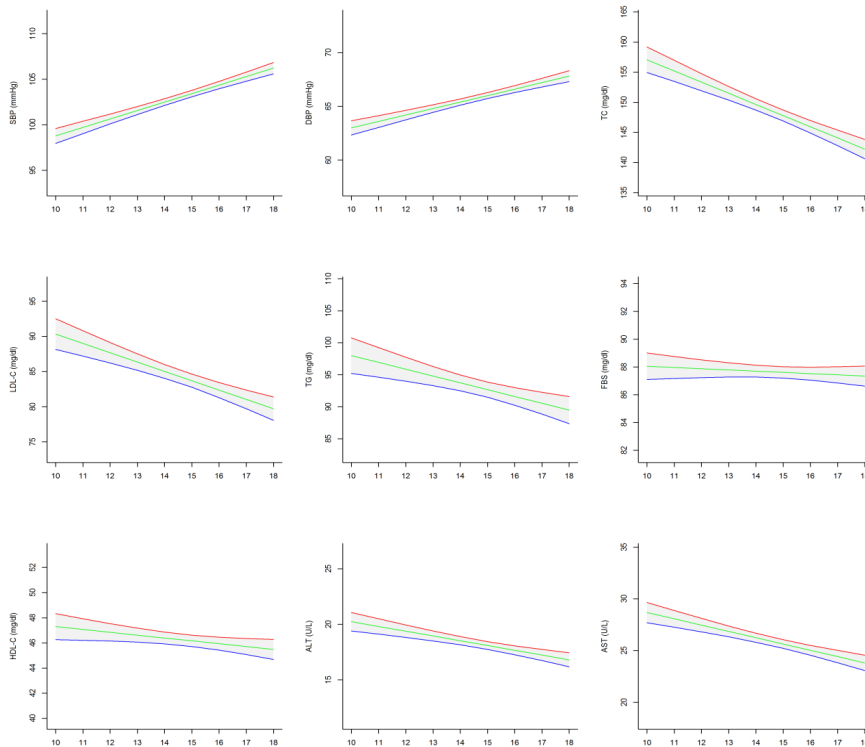 SBP (mmHg)
95 100 105 110
10 11 12 13 14 15 16 17 18
DBP (mmHg)
60 65 70
10 11 12 13 14 15 16 17 18
TC (mg/dl)
135 140 145 150 155 160 165
10 11 12 13 14 15 16 17 18
LDL-C (mg/dl)
75 80 85 90 95
10 11 12 13 14 15 16 17 18
TG (mg/dl)
85 90 95 100 105 110
10 11 12 13 14 15 16 17 18
FBS (mg/dl)
82 84 86 88 90 92 94
10 11 12 13 14 15 16 17 18
HDL-C (mg/dl)
40 42 44 46 48 50 52
10 11 12 13 14 15 16 17 18
ALT (U/L)
15 20 25
10 11 12 13 14 15 16 17 18
AST (U/L)
20 25 30 35
10 11 12 13 14 15 16 17 18